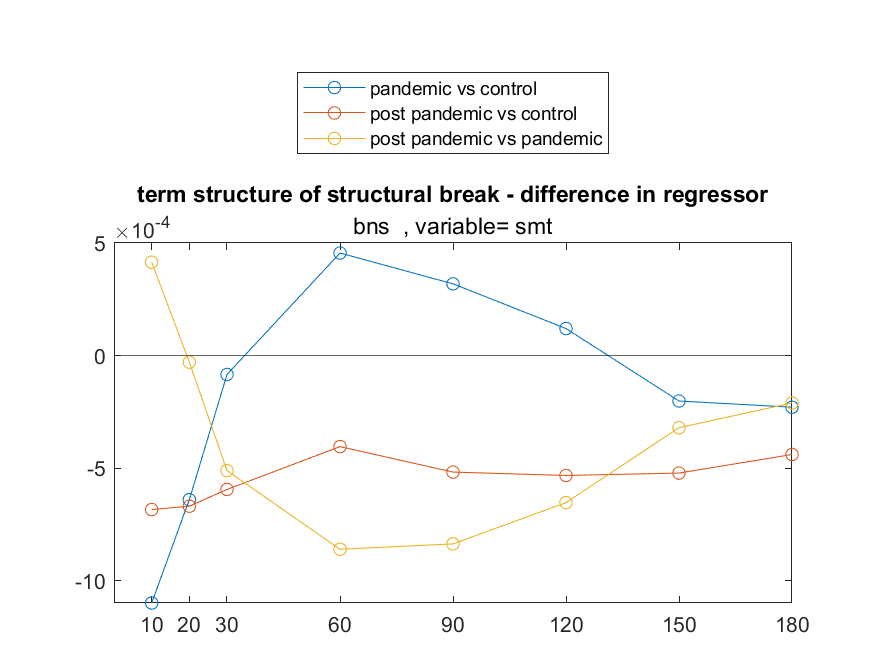 pandemic vs control
post pandemic vs control
post pandemic vs pandemic
term structure of structural break - difference in regressor
bns  , variable= smt
×10-4
5
0
-5
-10
10 20 30 60 90 120 150 180